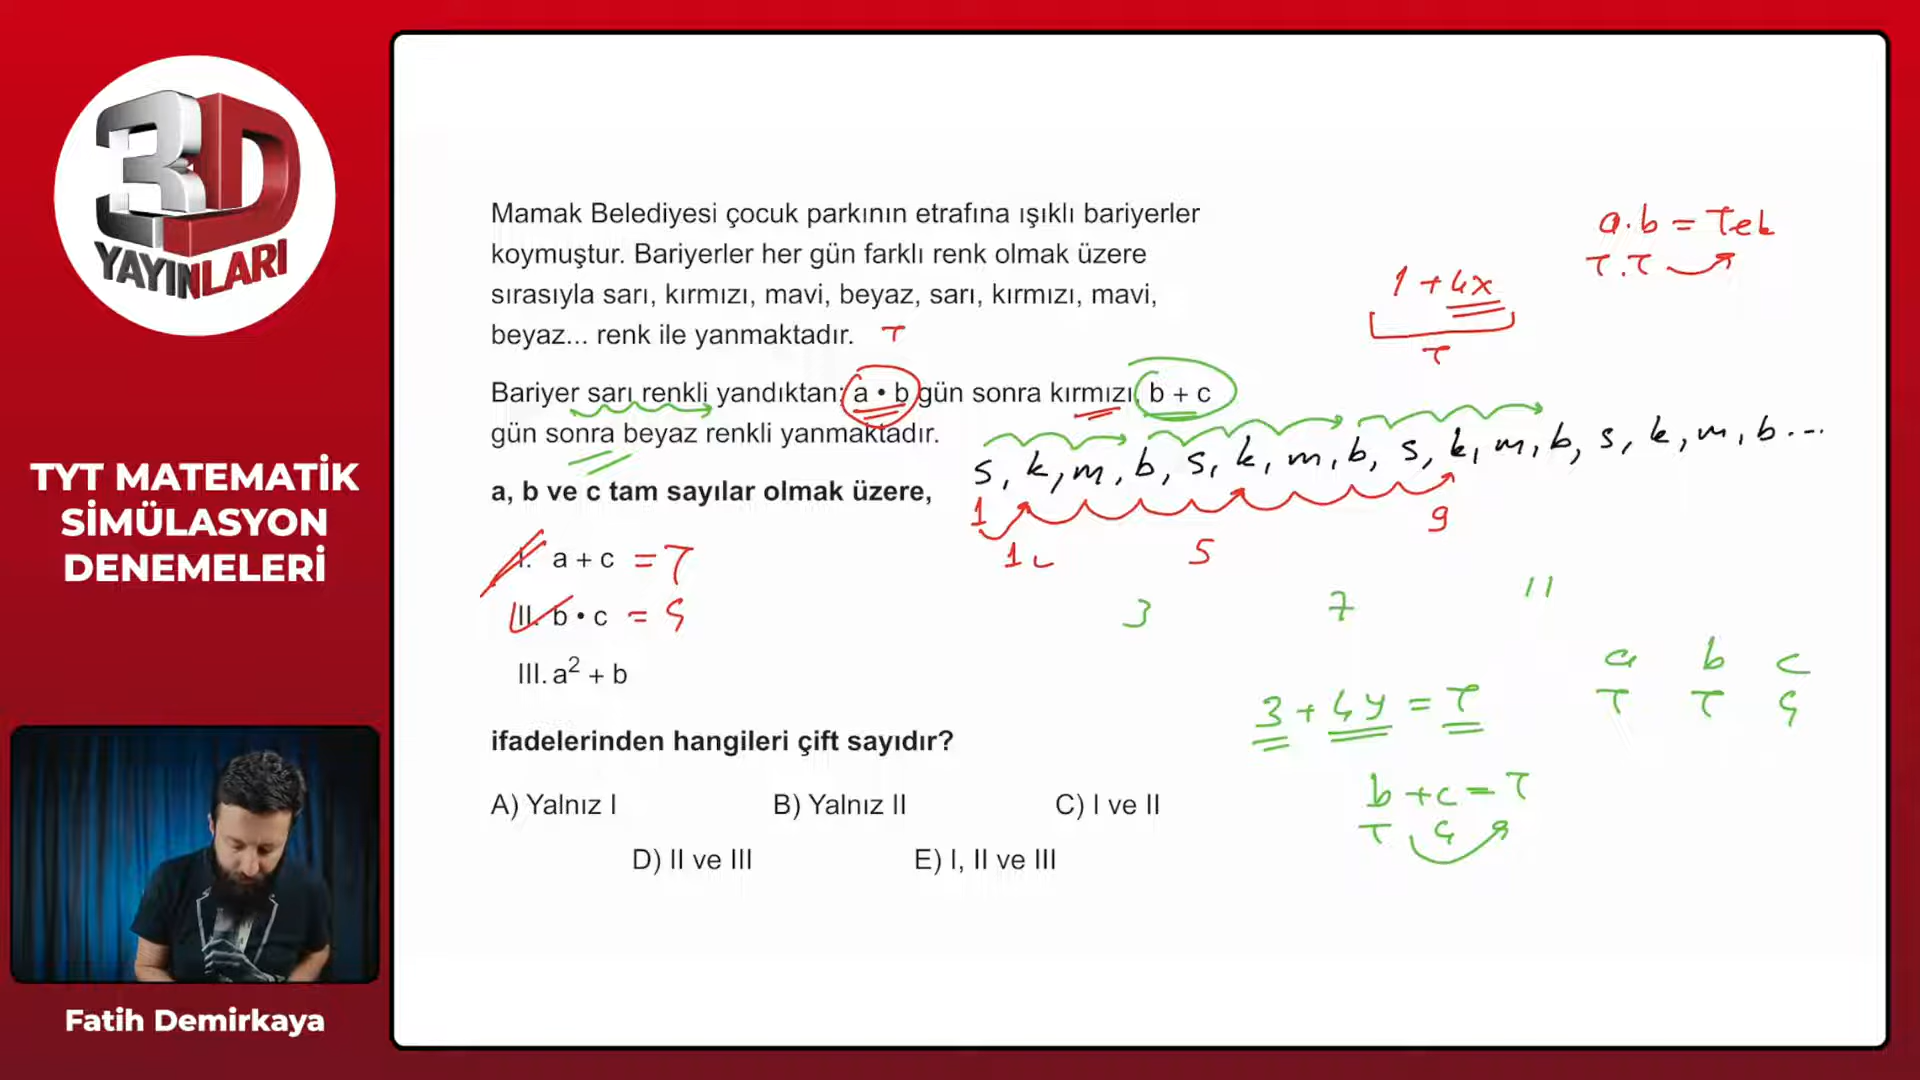 3D
YAYINLARI
TYT MATEMATİK
SİMÜLASYON
DENEMELERİ
Fatih Demirkaya
Mamak Belediyesi çocuk parkının etrafına ışıklı bariyerler
koymuştur. Bariyerler her gün farklı renk olmak üzere
sırasıyla sarı, kırmızı, mavi, beyaz, sarı, kırmızı, mavi,
beyaz... renk ile yanmaktadır. T
Bariyer sarı renkli yandıktan; a • b gün sonra kırmızı, b + c
gün sonra beyaz renkli yanmaktadır.
a, b ve c tam sayılar olmak üzere,
I. a + c = T
II. b • c = Ç
III. a² + b
ifadelerinden hangileri çift sayıdır?
A) Yalnız I B) Yalnız II C) I ve II
D) II ve III E) I, II ve III
a.b = Tek
T.T
1 + 4x
T
s, k, m, b, s, k, m, b, s, k, m, b, s, k, m, b...
1 9
5
3 7 11
a b c
T T Ç
3 + 4y = T
b + c = T
T Ç